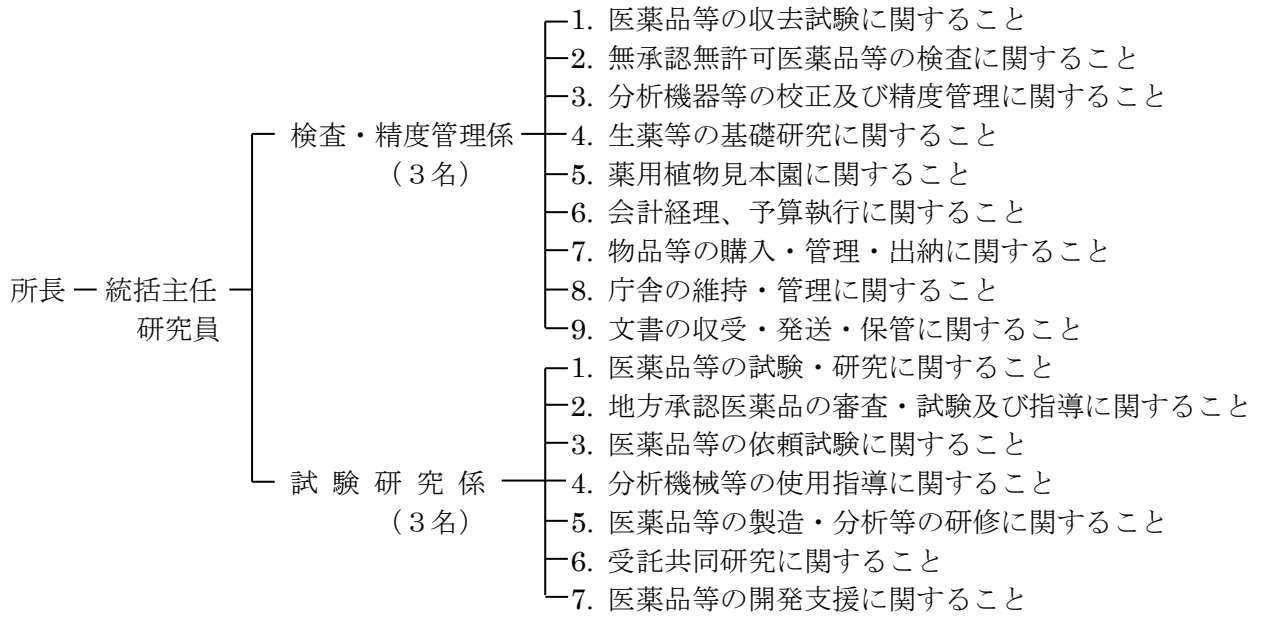 所長 ― 統括主任
研究員
検査・精度管理係
（３名）
1. 医薬品等の収去試験に関すること
2. 無承認無許可医薬品等の検査に関すること
3. 分析機器等の校正及び精度管理に関すること
4. 生薬等の基礎研究に関すること
5. 薬用植物見本園に関すること
6. 会計経理、予算執行に関すること
7. 物品等の購入・管理・出納に関すること
8. 庁舎の維持・管理に関すること
9. 文書の収受・発送・保管に関すること
試 験 研 究 係
（３名）
1. 医薬品等の試験・研究に関すること
2. 地方承認医薬品の審査・試験及び指導に関すること
3. 医薬品等の依頼試験に関すること
4. 分析機械等の使用指導に関すること
5. 医薬品等の製造・分析等の研修に関すること
6. 受託共同研究に関すること
7. 医薬品等の開発支援に関すること